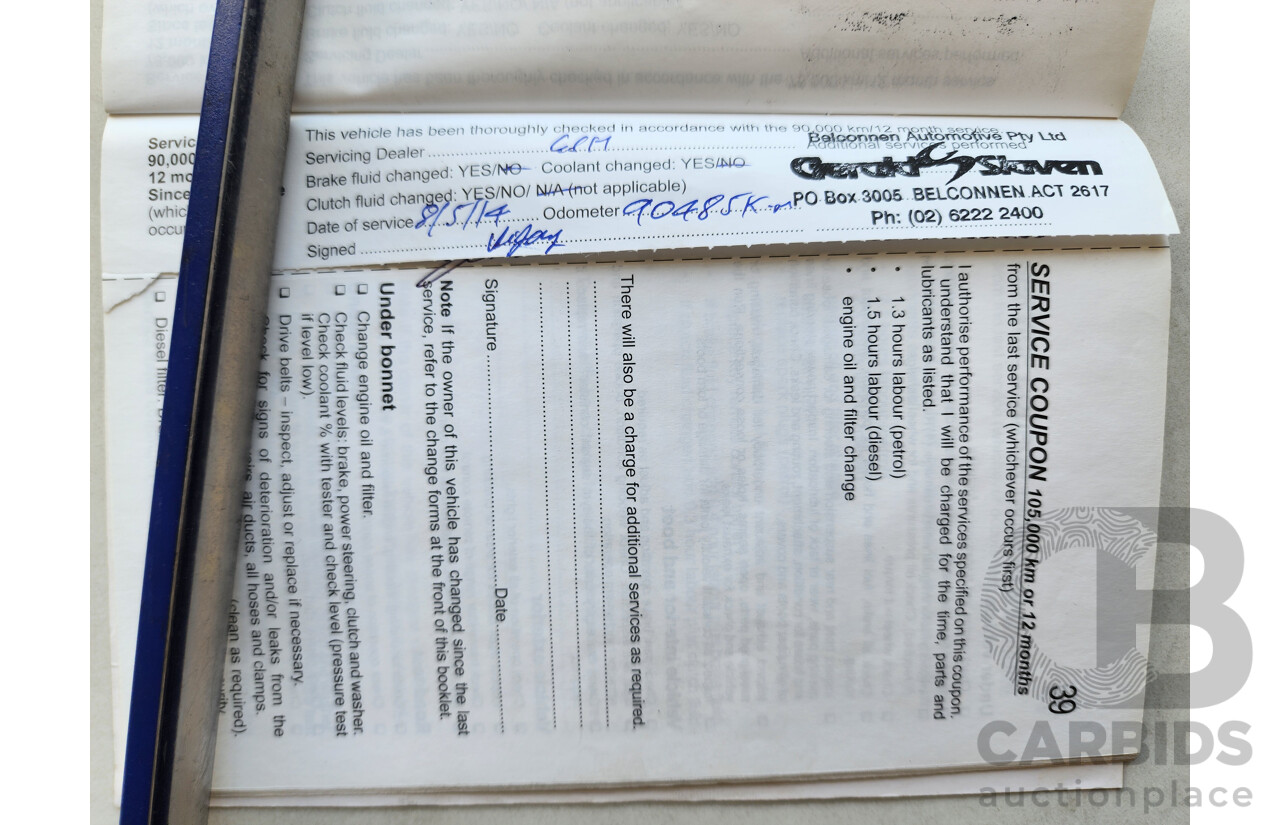 Servic
90,000
12 mo
Since
(whic
occu
This vehicle has been thoroughly checked in accordance with the 90,000 km/12 month service
Servicing Dealer
Brake fluid changed: YES/NO Coolant changed: YES/NO
Clutch fluid changed: YES/NO/ N/A (not applicable)
Date of service 8/5/14 Odometer 90485Km
Signed
Belconnen Automotive Pty Ltd
Additional services performed
Gerald Slaven
PO Box 3005 BELCONNEN ACT 2617
Ph: (02) 6222 2400
39
SERVICE COUPON 105,000 km or 12 months
from the last service (whichever occurs first)
I authorise performance of the services specified on this coupon.
I understand that I will be charged for the time, parts and
lubricants as listed.
• 1.3 hours labour (petrol)
• 1.5 hours labour (diesel)
• engine oil and filter change
There will also be a charge for additional services as required.
Signature Date
Note If the owner of this vehicle has changed since the last
service, refer to the change forms at the front of this booklet.
Under bonnet
❑ Change engine oil and filter.
❑ Check fluid levels: brake, power steering, clutch and washer.
❑ Check coolant % with tester and check level (pressure test
if level low).
❑ Drive belts – inspect, adjust or replace if necessary.
Check for signs of deterioration and/or leaks from the
air ducts, all hoses and clamps.
(clean as required).
❑ Diesel filter:
CARBIDS
auctionplace